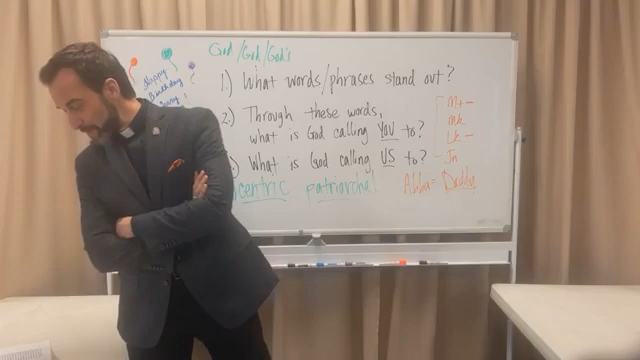 God/God/God's
Happy
Birthday
1.) What words/phrases stand out?
2.) Through these words,
what is God calling YOU to?
What is God calling US to?
centric patriarchal
Mt -
MK
LK -
Jn
Abba = Daddy